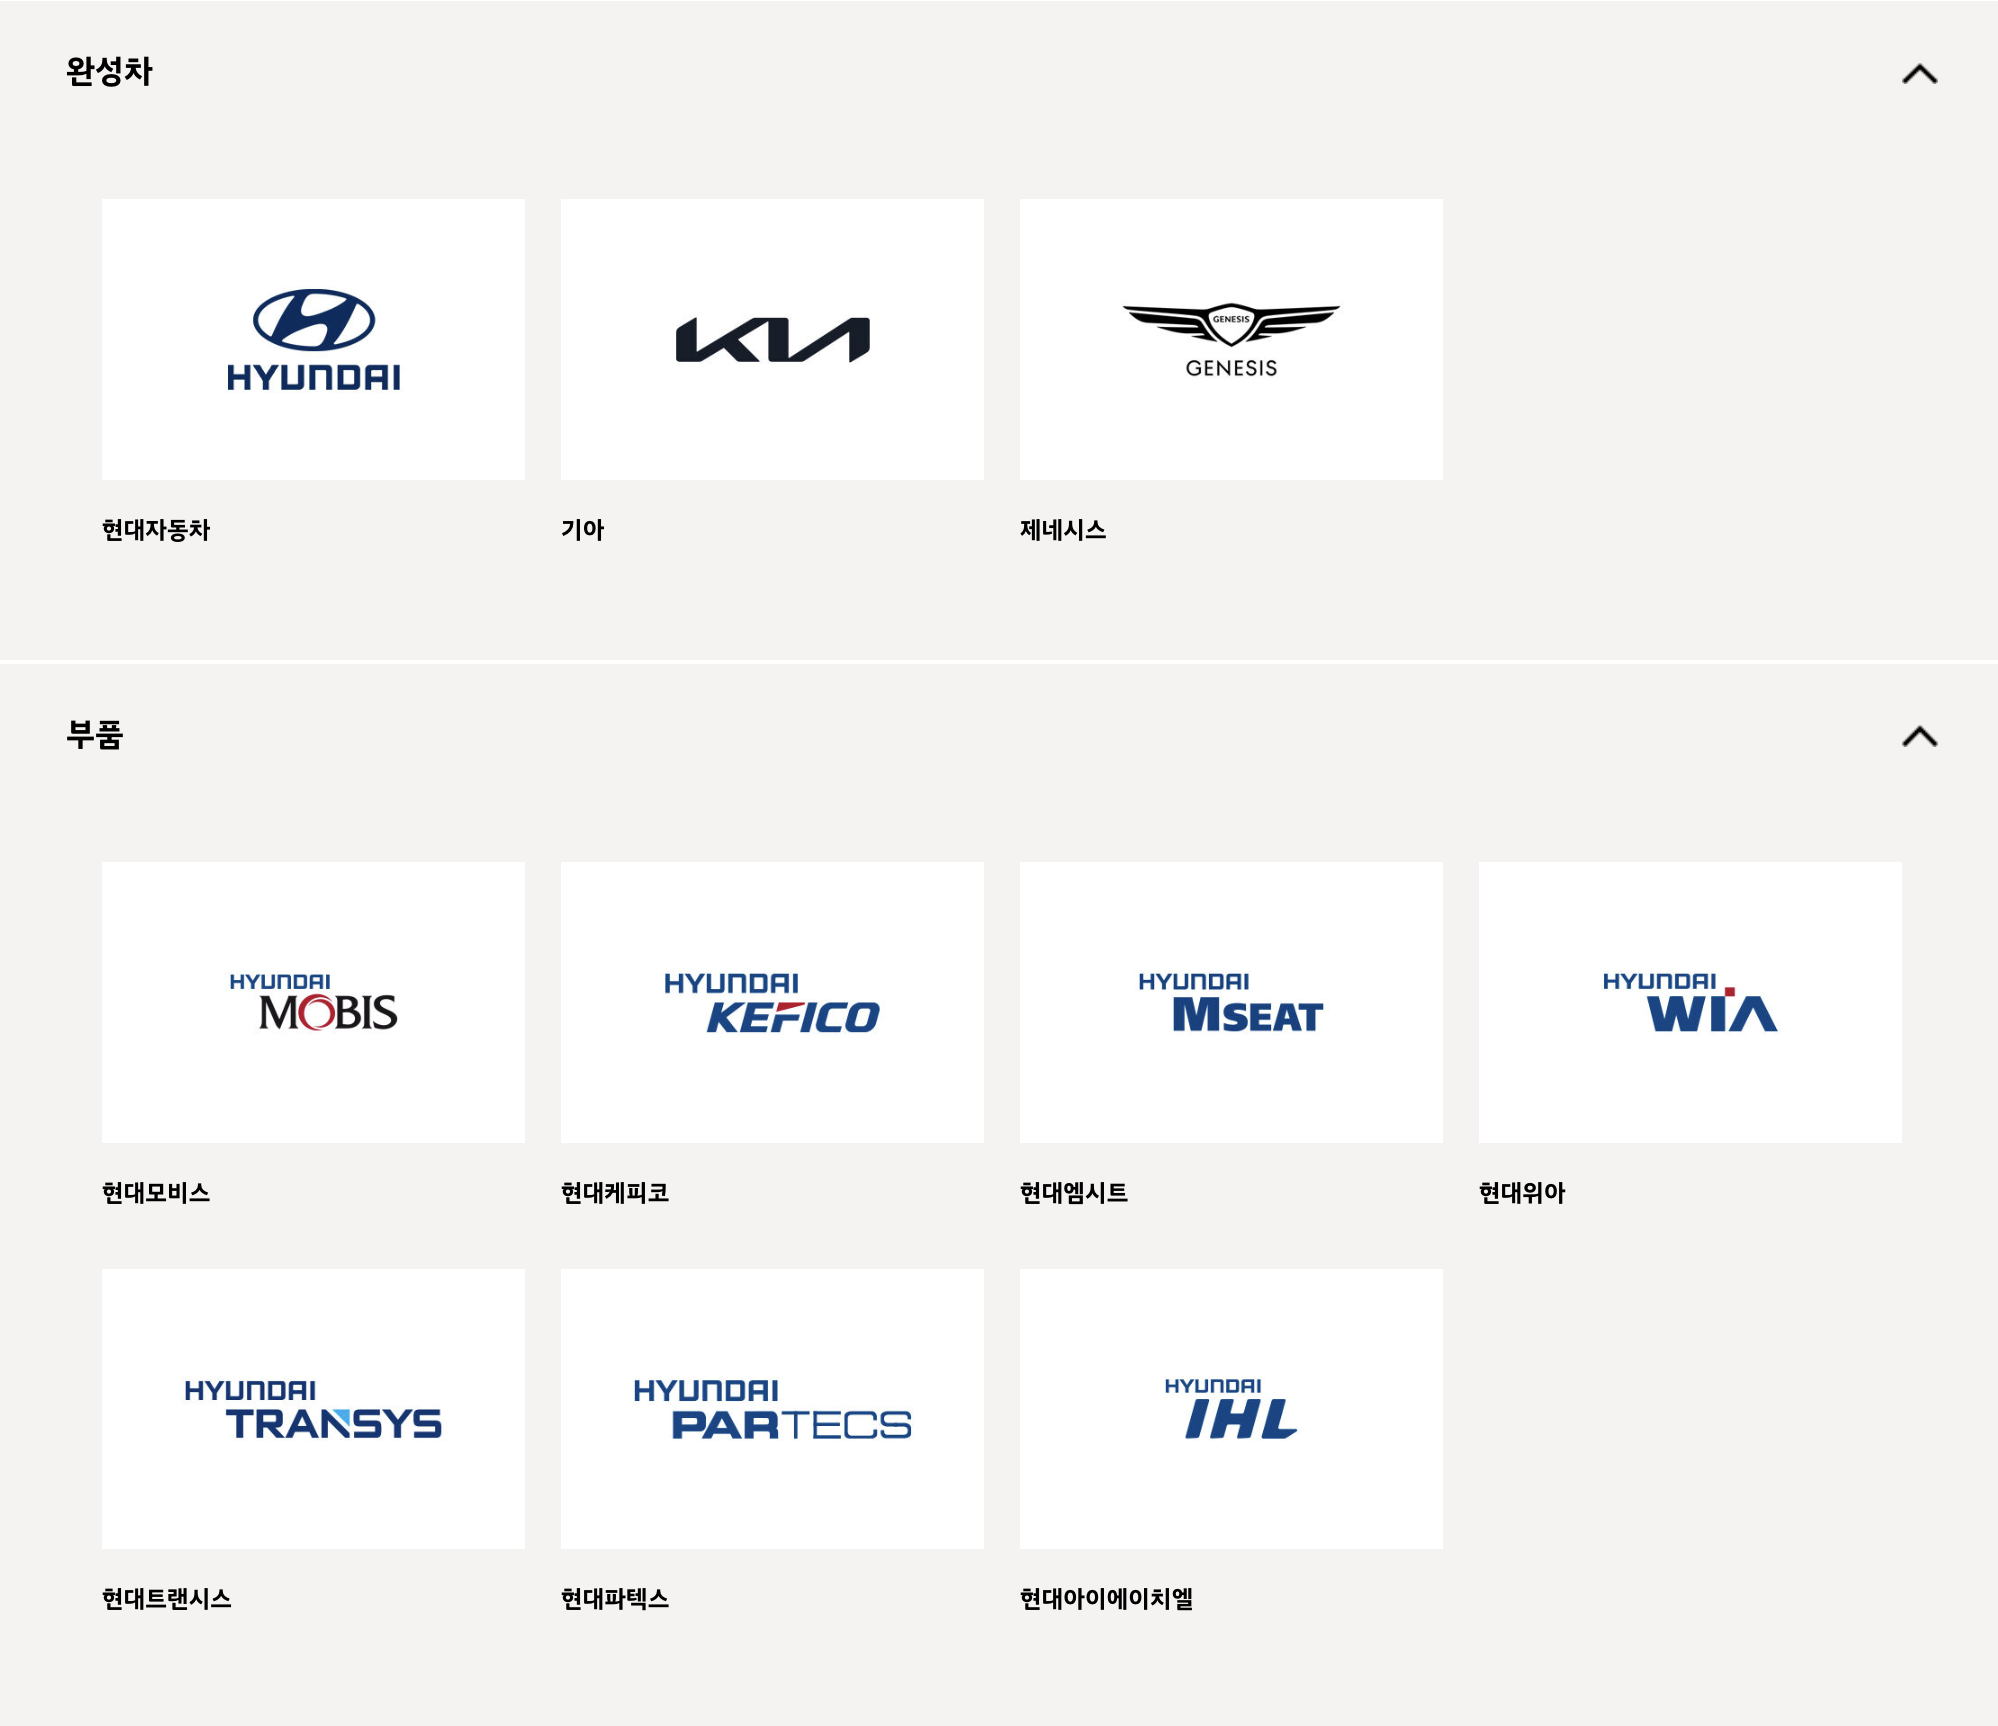 완성차
HYUNDAI
KIA
GENESIS
GENESIS
현대자동차
기아
제네시스
부품
HYUNDAI
MOBIS
HYUNDAI
KEFICO
HYUNDAI
MSEAT
HYUNDAI
WIA
현대모비스
현대케피코
현대엠시트
현대위아
HYUNDAI
TRANSYS
HYUNDAI
PARTECS
HYUNDAI
IHL
현대트랜시스
현대파텍스
현대아이에이치엘